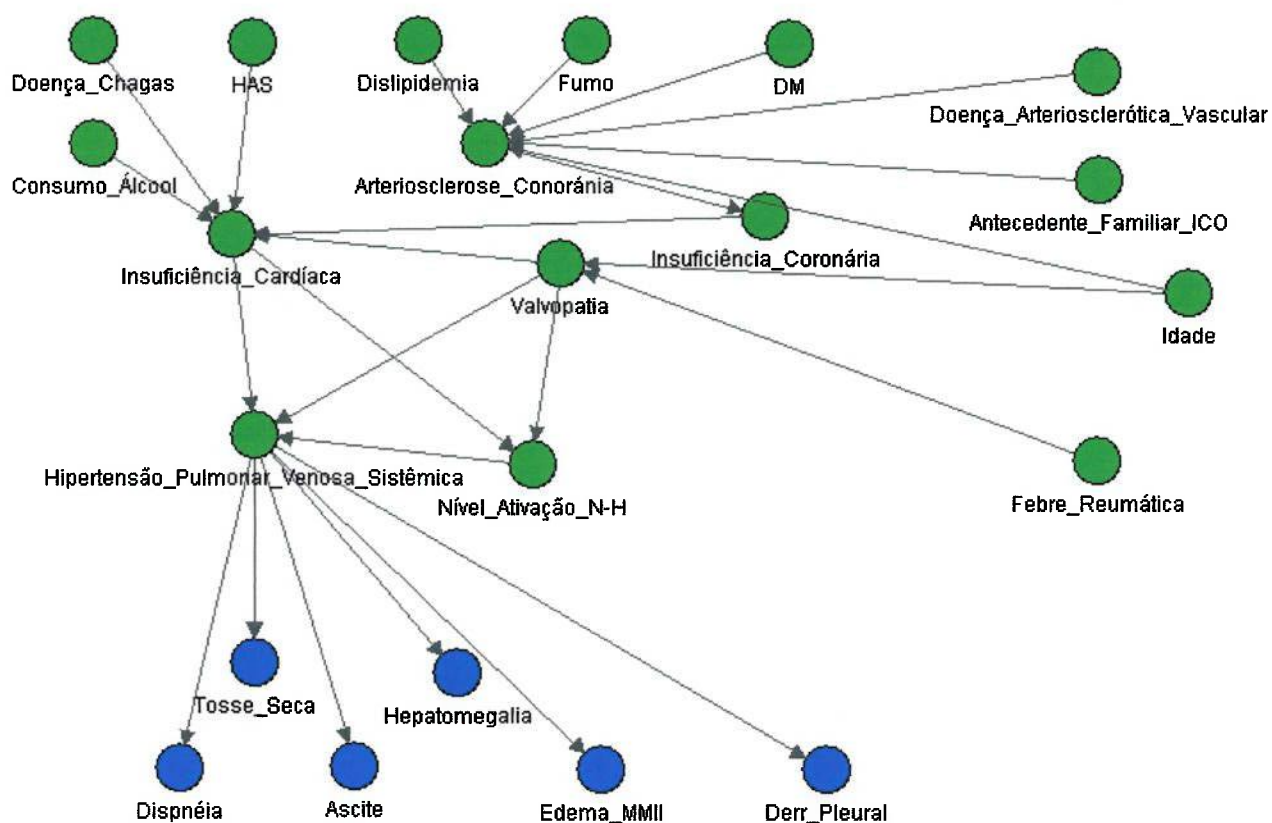 Doença_Chagas
HAS
Dislipidemia
Fumo
DM
Doença_Arteriosclerótica_Vascular
Consumo_Álcool
Arteriosclerose_Conoránia
Antecedente_Familiar_ICO
Insuficiência_Cardíaca
Insuficiência_Coronária
Valvopatia
Idade
Hipertensão_Pulmonar_Venosa_Sistêmica
Nível_Ativação_N-H
Febre_Reumática
Tosse_Seca
Hepatomegalia
Dispnéia
Ascite
Edema_MMII
Derr_Pleural